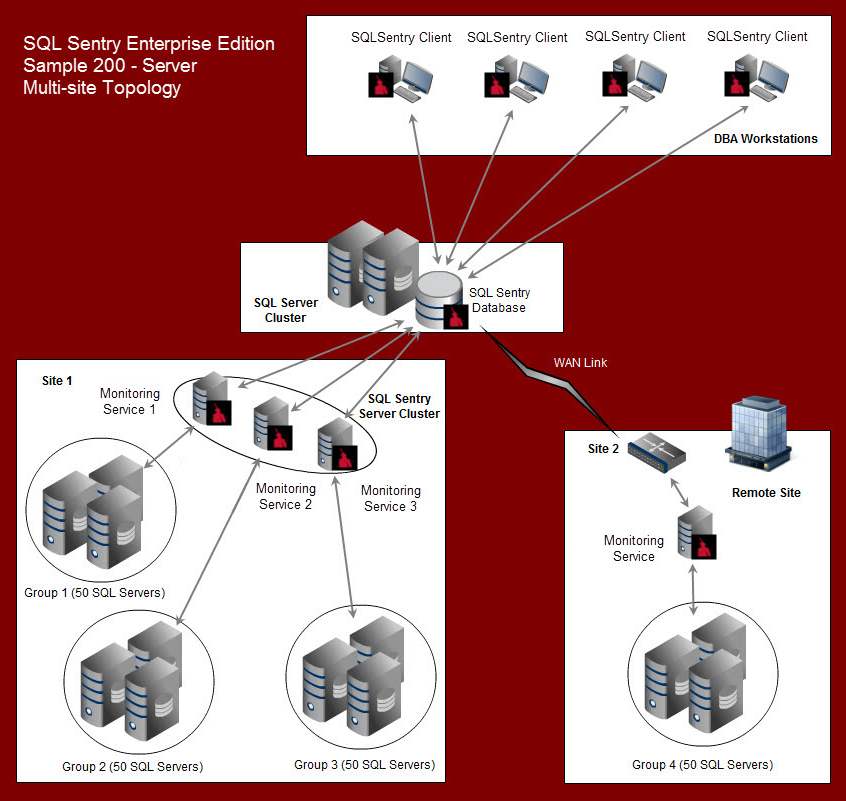 SQL Sentry Enterprise Edition
Sample 200 - Server
Multi-site Topology
SQLSentry Client
SQLSentry Client
SQLSentry Client
SQLSentry Client
DBA Workstations
SQL Server
Cluster
SQL Sentry
Database
WAN Link
Site 1
Monitoring
Service 1
SQL Sentry
Server Cluster
Monitoring
Service 2
Monitoring
Service 3
Group 1 (50 SQL Servers)
Group 2 (50 SQL Servers)
Group 3 (50 SQL Servers)
Site 2
Remote Site
Monitoring
Service
Group 4 (50 SQL Servers)